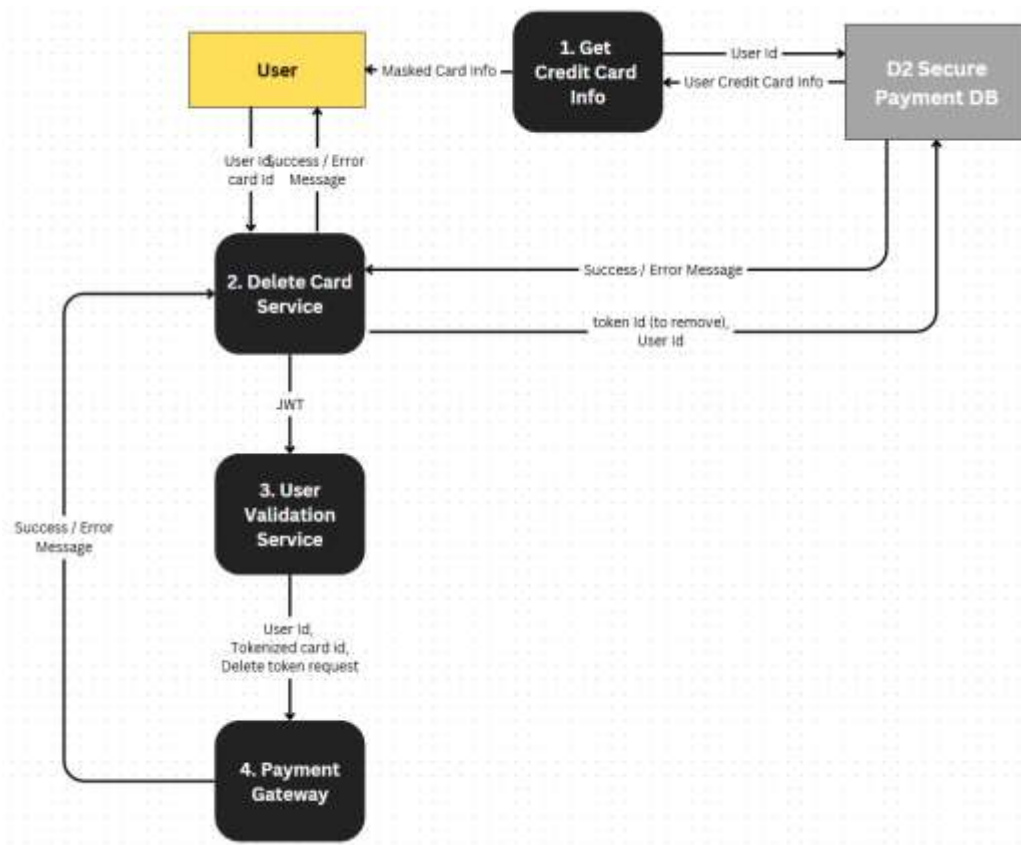 1. Get
Credit Card
Info
User
Masked Card Info
User Id
User Credit Card Info
D2 Secure
Payment DB
User Id,
card id
Success / Error
Message
2. Delete Card
Service
Success / Error Message
token Id (to remove),
User Id
JWT
3. User
Validation
Service
Success / Error
Message
User Id,
Tokenized card id,
Delete token request
4. Payment
Gateway